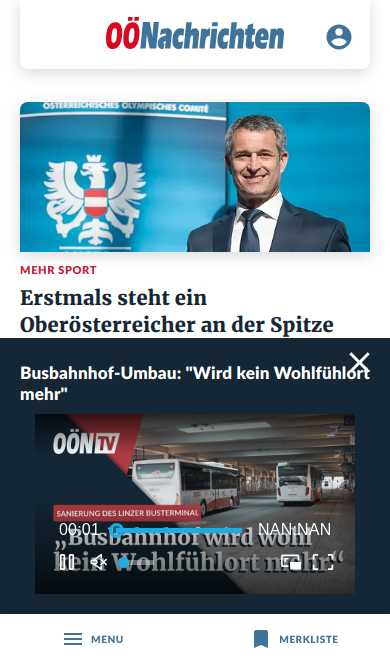 OÖNachrichten
ÖSTERREICHISCHES OLYMPISCHES COMITÉ
MEHR SPORT
Erstmals steht ein
Oberösterreicher an der Spitze
Busbahnhof-Umbau: "Wird kein Wohlfühlort
mehr"
OÖN TV
SANIERUNG DES LINZER BUSTERMINAL
00:01
NAN:NAN
„Busbahnhof wird wohl
kein Wohlfühlort mehr“
MENU
MERKLISTE